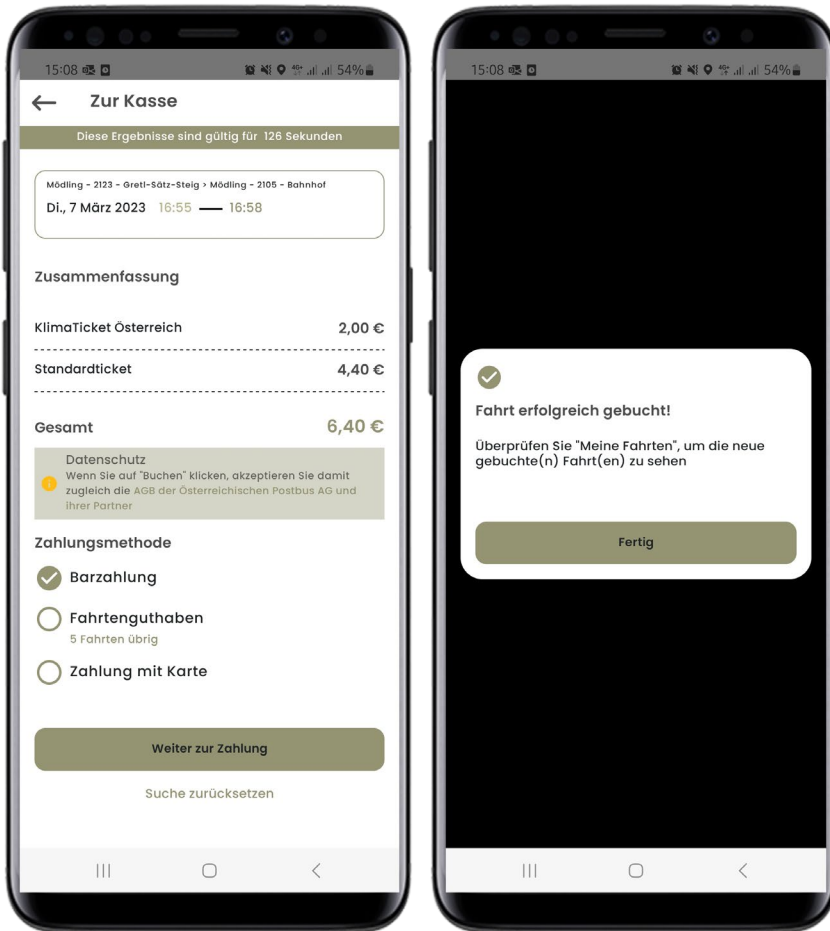 15:08
54%
Zur Kasse
Diese Ergebnisse sind gültig für 126 Sekunden
Mödling - 2123 - Gretl-Sätz-Steig > Mödling - 2105 - Bahnhof
Di., 7 März 2023 16:55 — 16:58
Zusammenfassung
KlimaTicket Österreich 2,00 €
Standardticket 4,40 €
Gesamt 6,40 €
Datenschutz
Wenn Sie auf "Buchen" klicken, akzeptieren Sie damit
zugleich die AGB der Österreichischen Postbus AG und
ihrer Partner
Zahlungsmethode
Barzahlung
Fahrtenguthaben
5 Fahrten übrig
Zahlung mit Karte
Weiter zur Zahlung
Suche zurücksetzen
15:08
54%
Fahrt erfolgreich gebucht!
Überprüfen Sie "Meine Fahrten", um die neue
gebuchte(n) Fahrt(en) zu sehen
Fertig